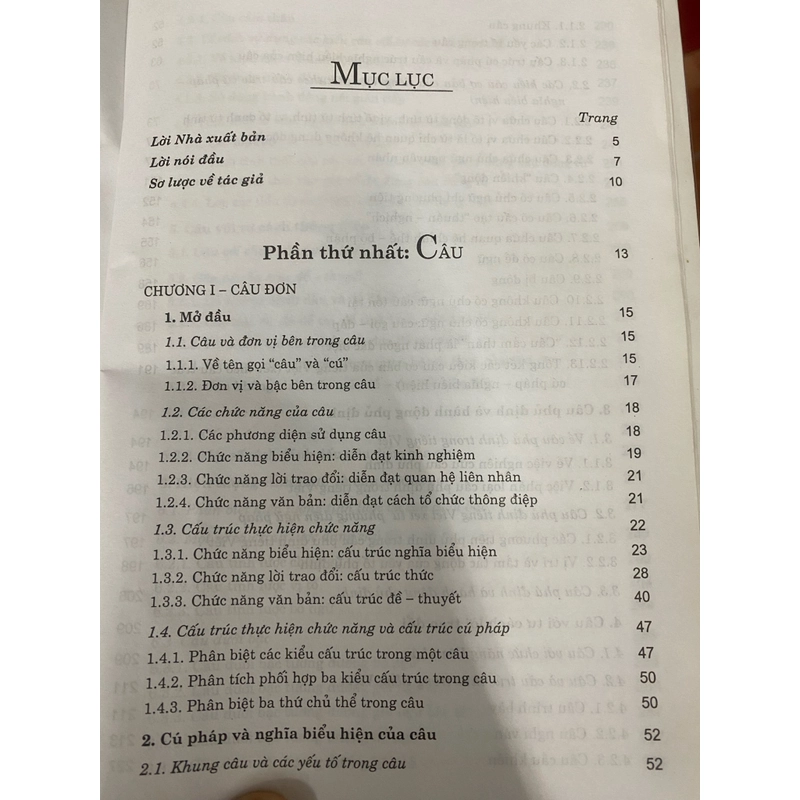 MỤC LỤC
Trang
Lời Nhà xuất bản 5
Lời nói đầu 7
Sơ lược về tác giả 10
Phần thứ nhất: CÂU 13
CHƯƠNG I – CÂU ĐƠN
1. Mở đầu 15
1.1. Câu và đơn vị bên trong câu 15
1.1.1. Về tên gọi “câu” và “cú” 15
1.1.2. Đơn vị và bậc bên trong câu 17
1.2. Các chức năng của câu 18
1.2.1. Các phương diện sử dụng câu 18
1.2.2. Chức năng biểu hiện: diễn đạt kinh nghiệm 19
1.2.3. Chức năng lời trao đổi: diễn đạt quan hệ liên nhân 21
1.2.4. Chức năng văn bản: diễn đạt cách tổ chức thông điệp 21
1.3. Cấu trúc thực hiện chức năng 22
1.3.1. Chức năng biểu hiện: cấu trúc nghĩa biểu hiện 23
1.3.2. Chức năng lời trao đổi: cấu trúc thức 28
1.3.3. Chức năng văn bản: cấu trúc đề – thuyết 40
1.4. Cấu trúc thực hiện chức năng và cấu trúc cú pháp 47
1.4.1. Phân biệt các kiểu cấu trúc trong một câu 47
1.4.2. Phân tích phối hợp ba kiểu cấu trúc trong câu 50
1.4.3. Phân biệt ba thứ chủ thể trong câu 50
2. Cú pháp và nghĩa biểu hiện của câu 52
2.1. Khung câu và các yếu tố trong câu 52